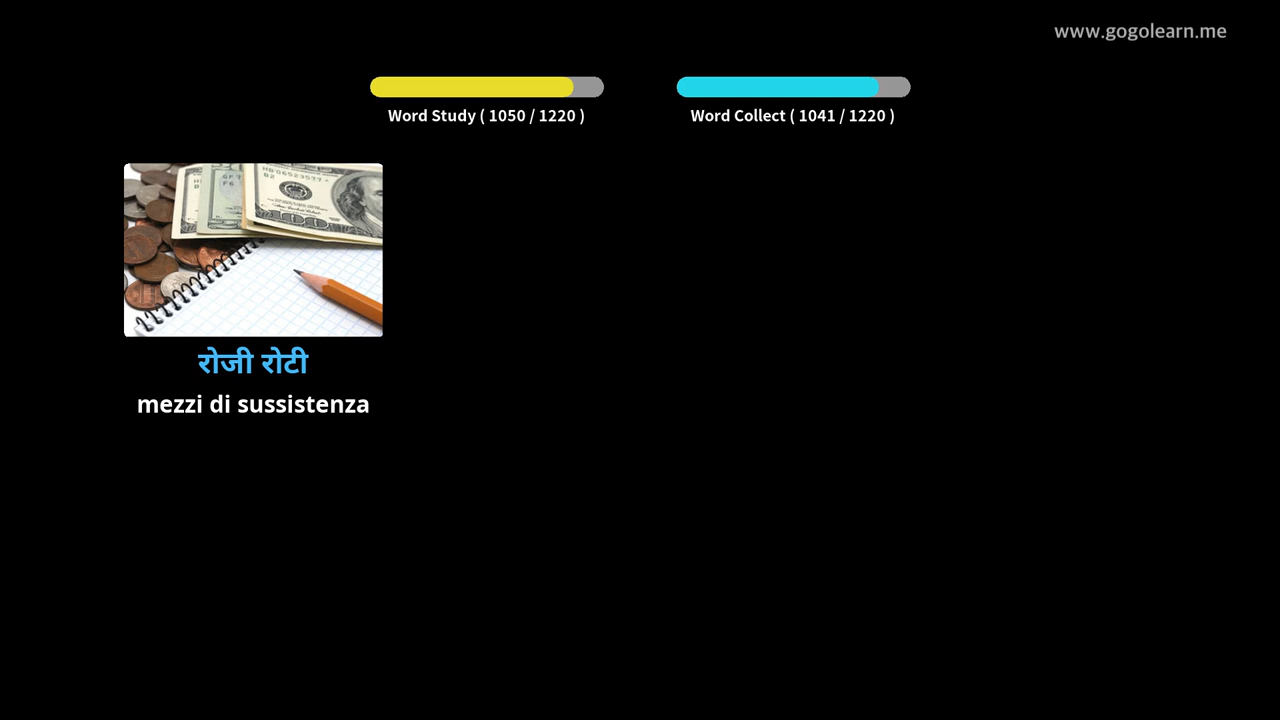 www.gogolearn.me
Word Study ( 1050 / 1220 )
Word Collect ( 1041 / 1220 )
रोजी रोटी
mezzi di sussistenza